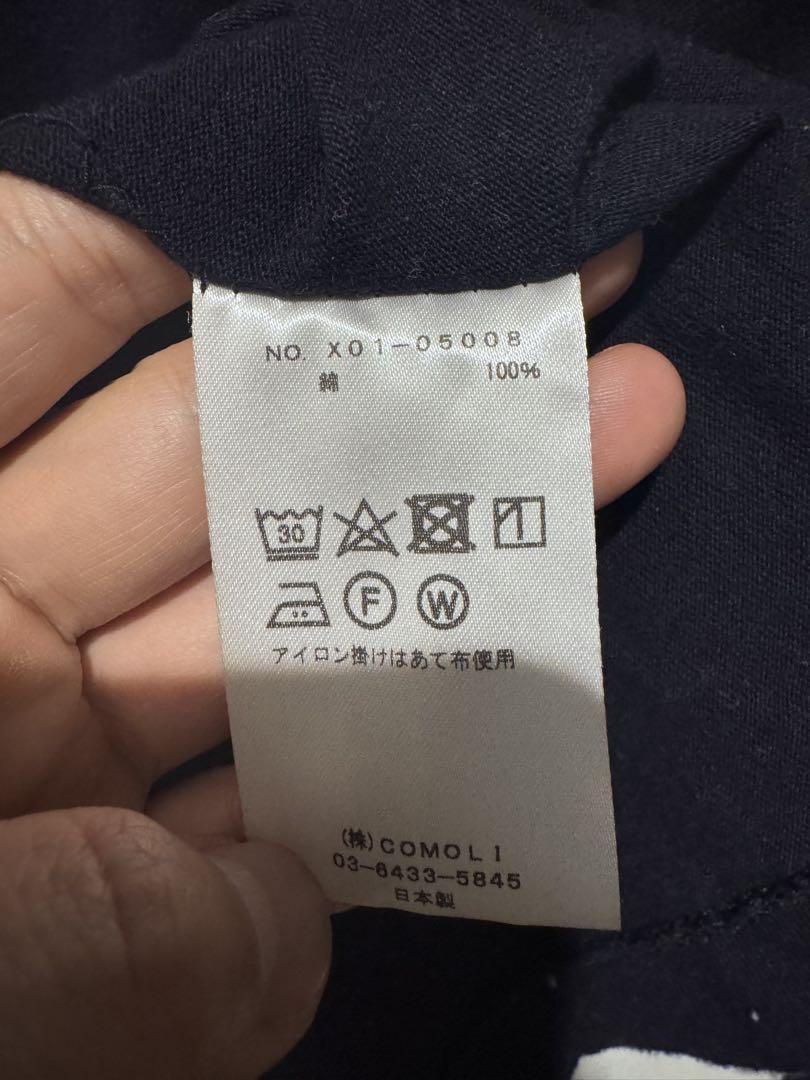 NO. X01-05008
綿 100%
30
F W
アイロン掛けはあて布使用
(株)COMOLI
03-6433-5845
日本製